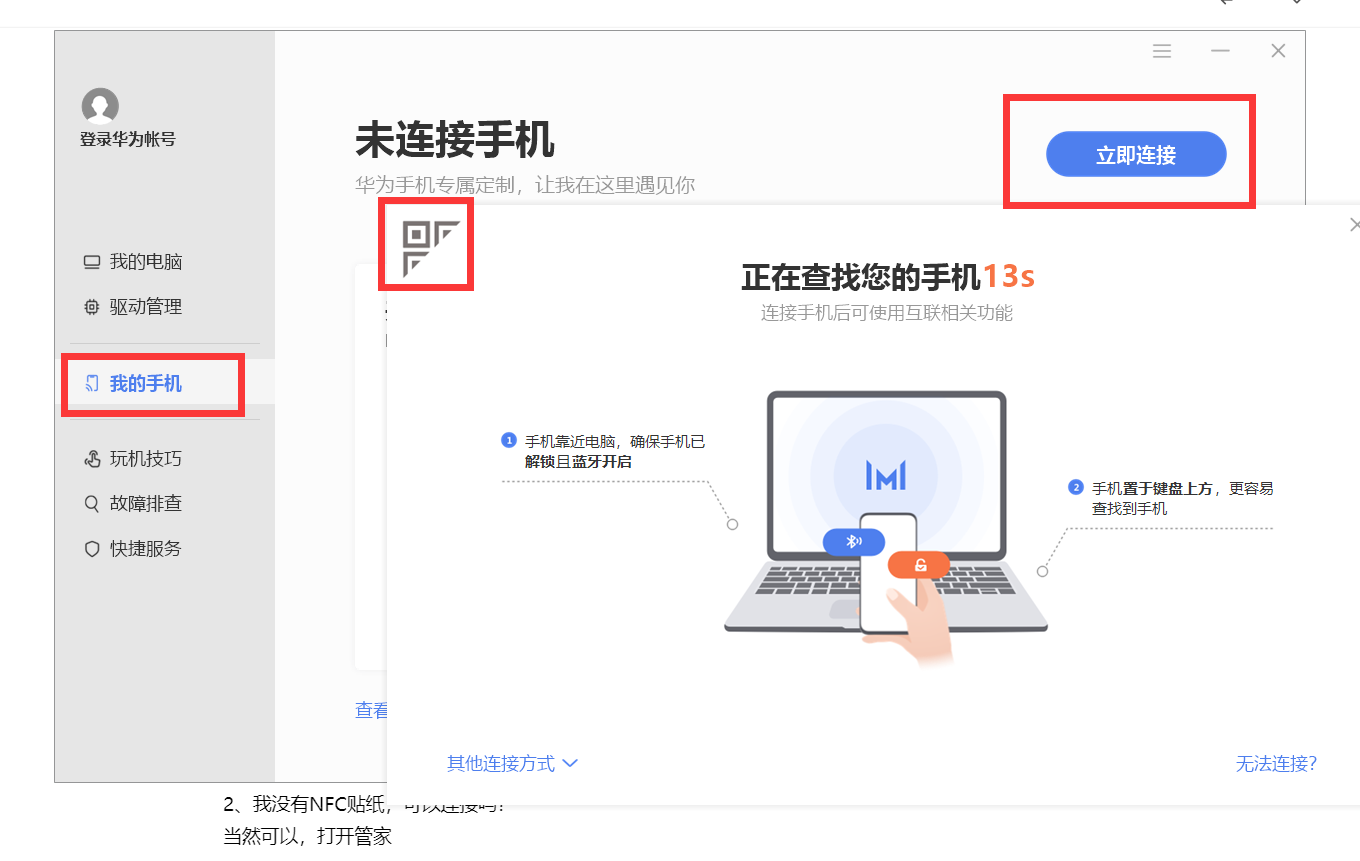 登录华为帐号
我的电脑
驱动管理
我的手机
玩机技巧
故障排查
快捷服务
未连接手机
华为手机专属定制，让我在这里遇见你
立即连接
正在查找您的手机13s
连接手机后可使用互联相关功能
1 手机靠近电脑，确保手机已
解锁且蓝牙开启
2 手机置于键盘上方，更容易
查找到手机
查看
其他连接方式
无法连接?
2、我没有NFC贴纸，可以连接吗？
当然可以，打开管家